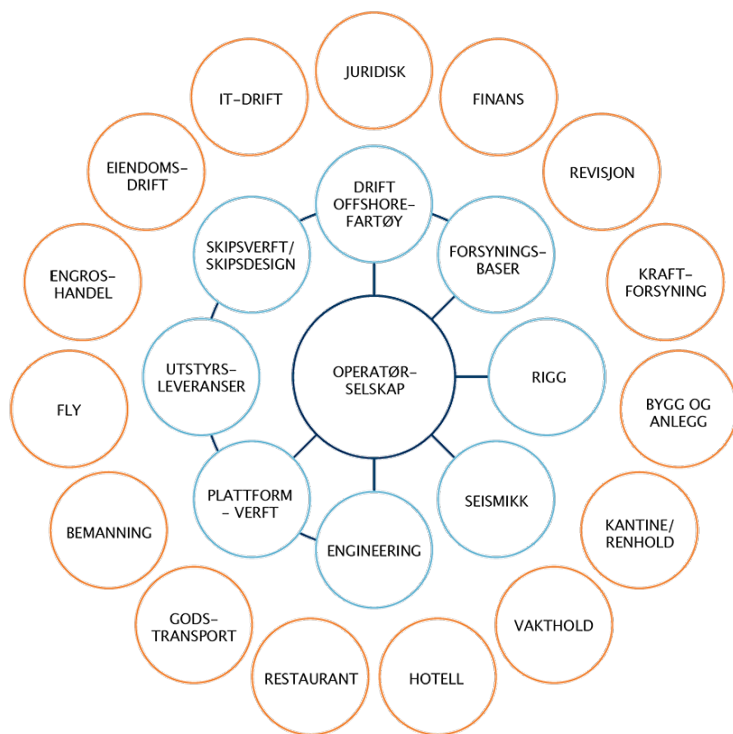 JURIDISK
IT-DRIFT
FINANS
EIENDOMS-
DRIFT
REVISJON
DRIFT
OFFSHORE-
FARTØY
SKIPSVERFT/
SKIPSDESIGN
FORSYNINGS-
BASER
ENGROS-
HANDEL
KRAFT-
FORSYNING
UTSTYRS-
LEVERANSER
OPERATØR-
SELSKAP
RIGG
FLY
BYGG OG
ANLEGG
PLATTFORM
- VERFT
SEISMIKK
BEMANNING
KANTINE/
RENHOLD
ENGINEERING
GODS-
TRANSPORT
VAKTHOLD
RESTAURANT
HOTELL